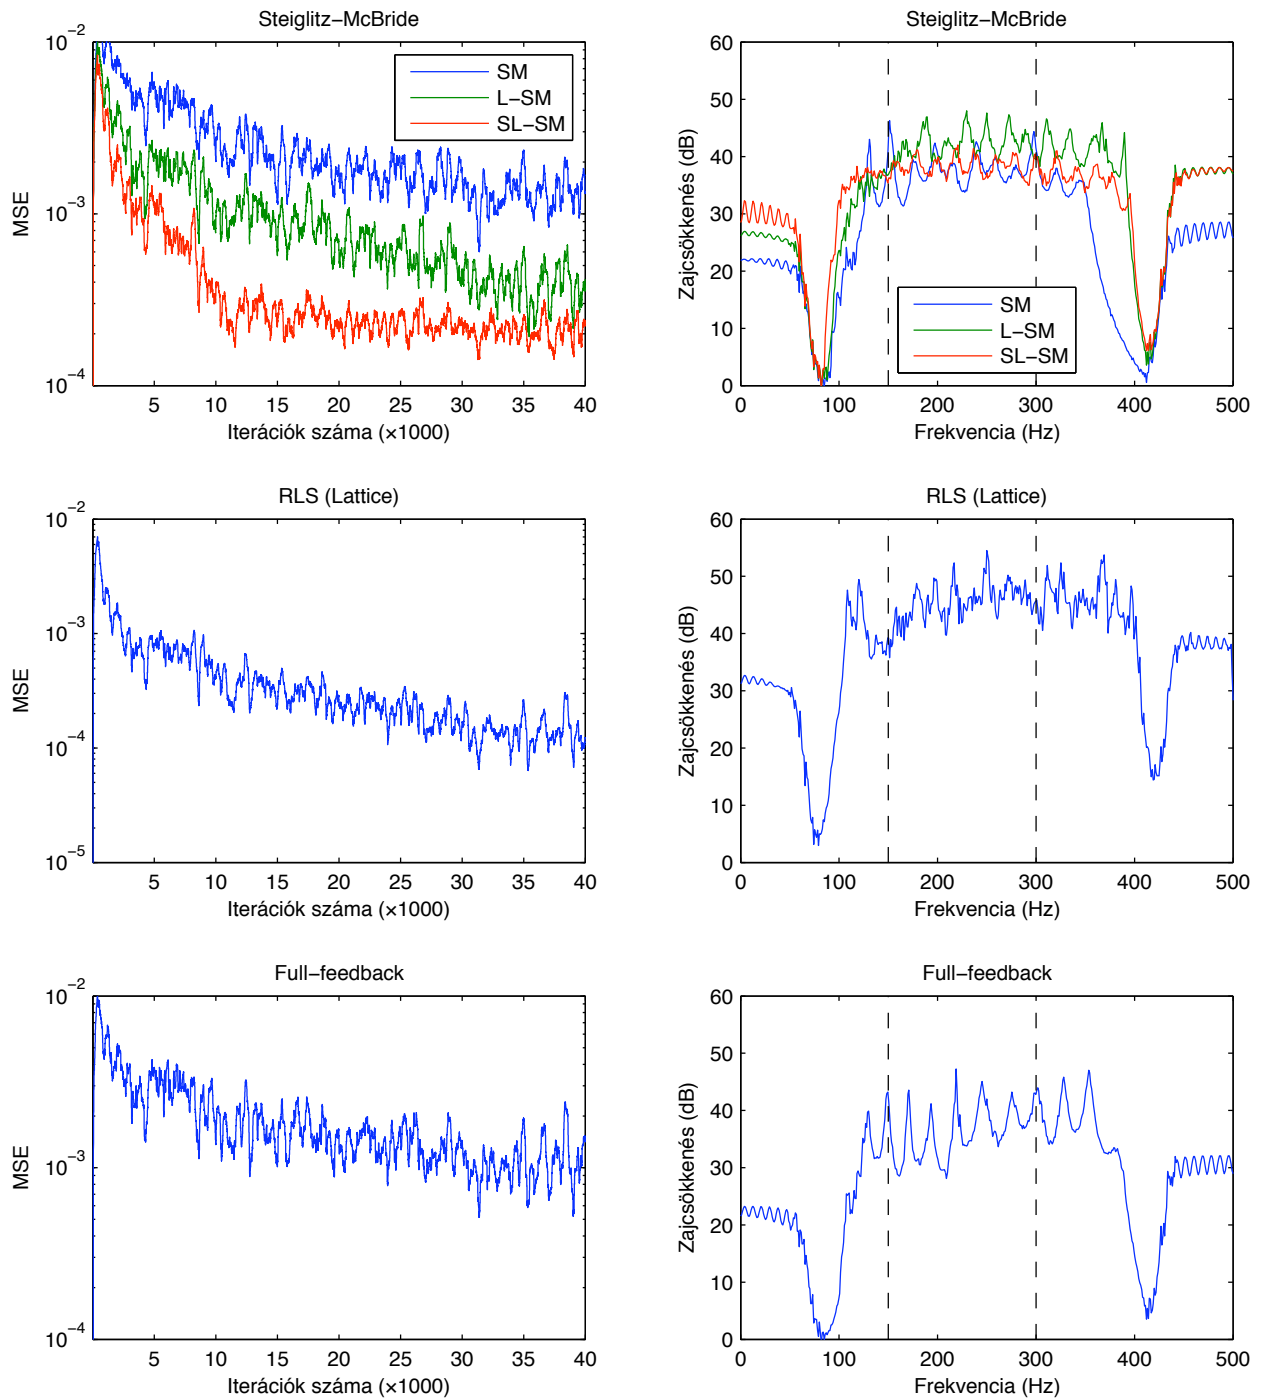 Steiglitz−McBride
10−2
10−3
10−4
MSE
SM
L−SM
SL−SM
5 10 15 20 25 30 35 40
Iterációk száma (×1000)
Steiglitz−McBride
60
50
40
30
20
10
0
Zajcsökkenés (dB)
SM
L−SM
SL−SM
0 100 200 300 400 500
Frekvencia (Hz)
RLS (Lattice)
10−2
10−3
10−4
10−5
MSE
5 10 15 20 25 30 35 40
Iterációk száma (×1000)
RLS (Lattice)
60
50
40
30
20
10
0
Zajcsökkenés (dB)
0 100 200 300 400 500
Frekvencia (Hz)
Full−feedback
10−2
10−3
10−4
MSE
5 10 15 20 25 30 35 40
Iterációk száma (×1000)
Full−feedback
60
50
40
30
20
10
0
Zajcsökkenés (dB)
0 100 200 300 400 500
Frekvencia (Hz)